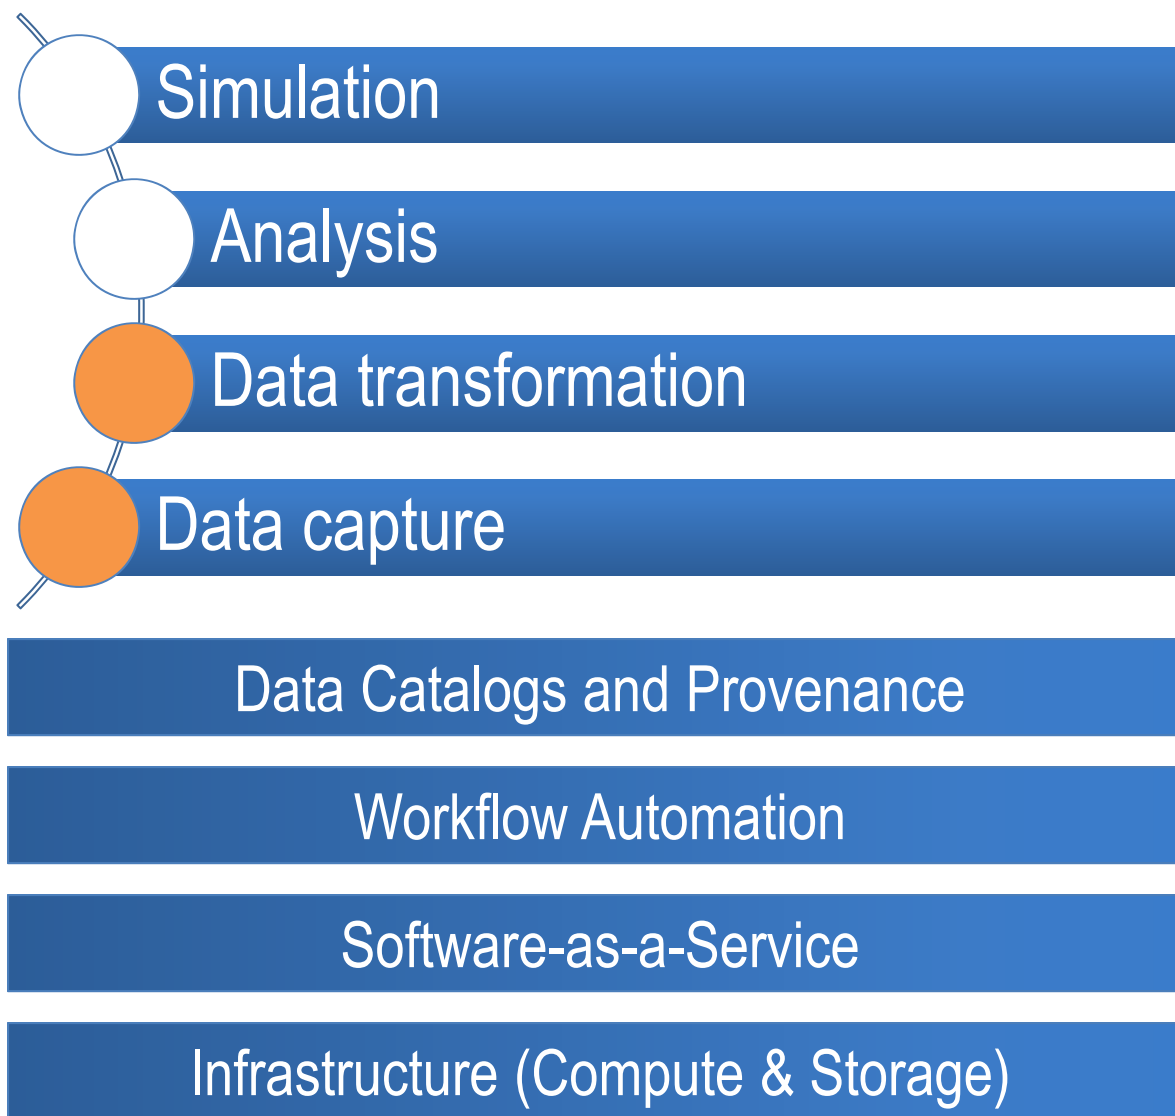 Simulation
Analysis
Data transformation
Data capture
Data Catalogs and Provenance
Workflow Automation
Software-as-a-Service
Infrastructure (Compute & Storage)